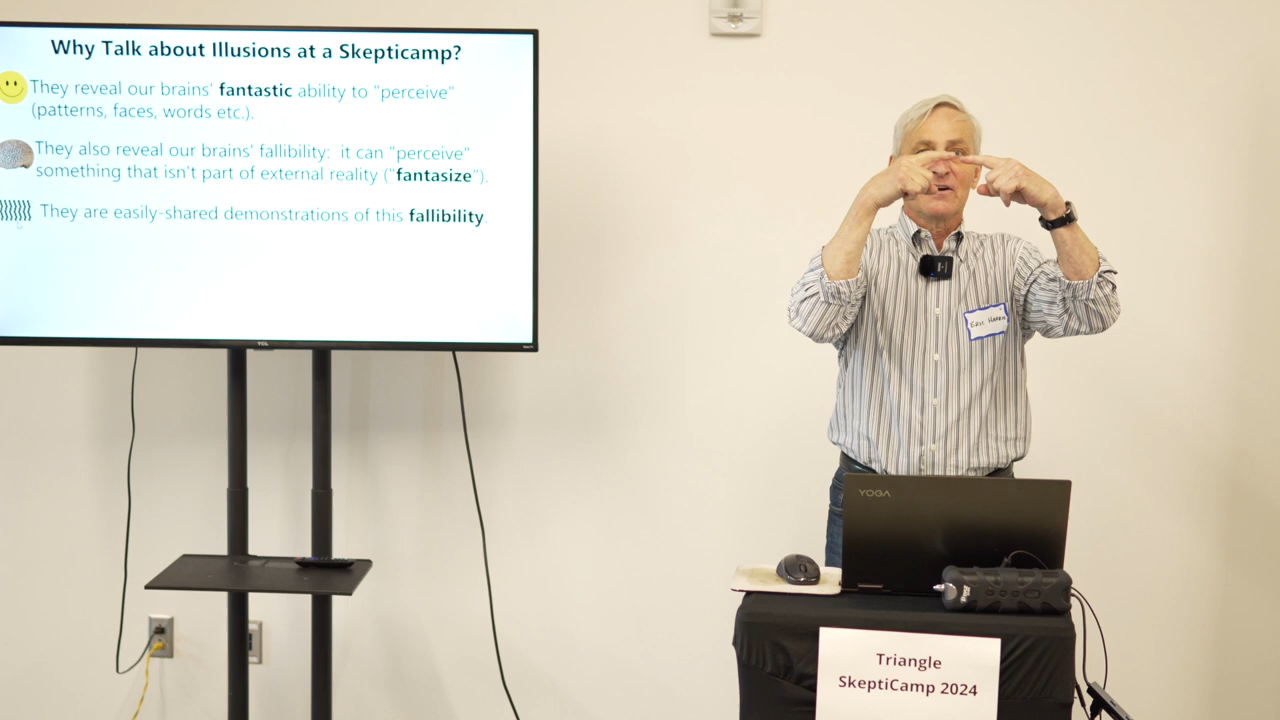 Why Talk about Illusions at a Skepticamp?
They reveal our brains' fantastic ability to "perceive"
(patterns, faces, words etc.).
They also reveal our brains' fallibility: it can "perceive"
something that isn't part of external reality ("fantasize").
They are easily-shared demonstrations of this fallibility.
TCL
Eric
YOGA
Triangle
SkeptiCamp 2024